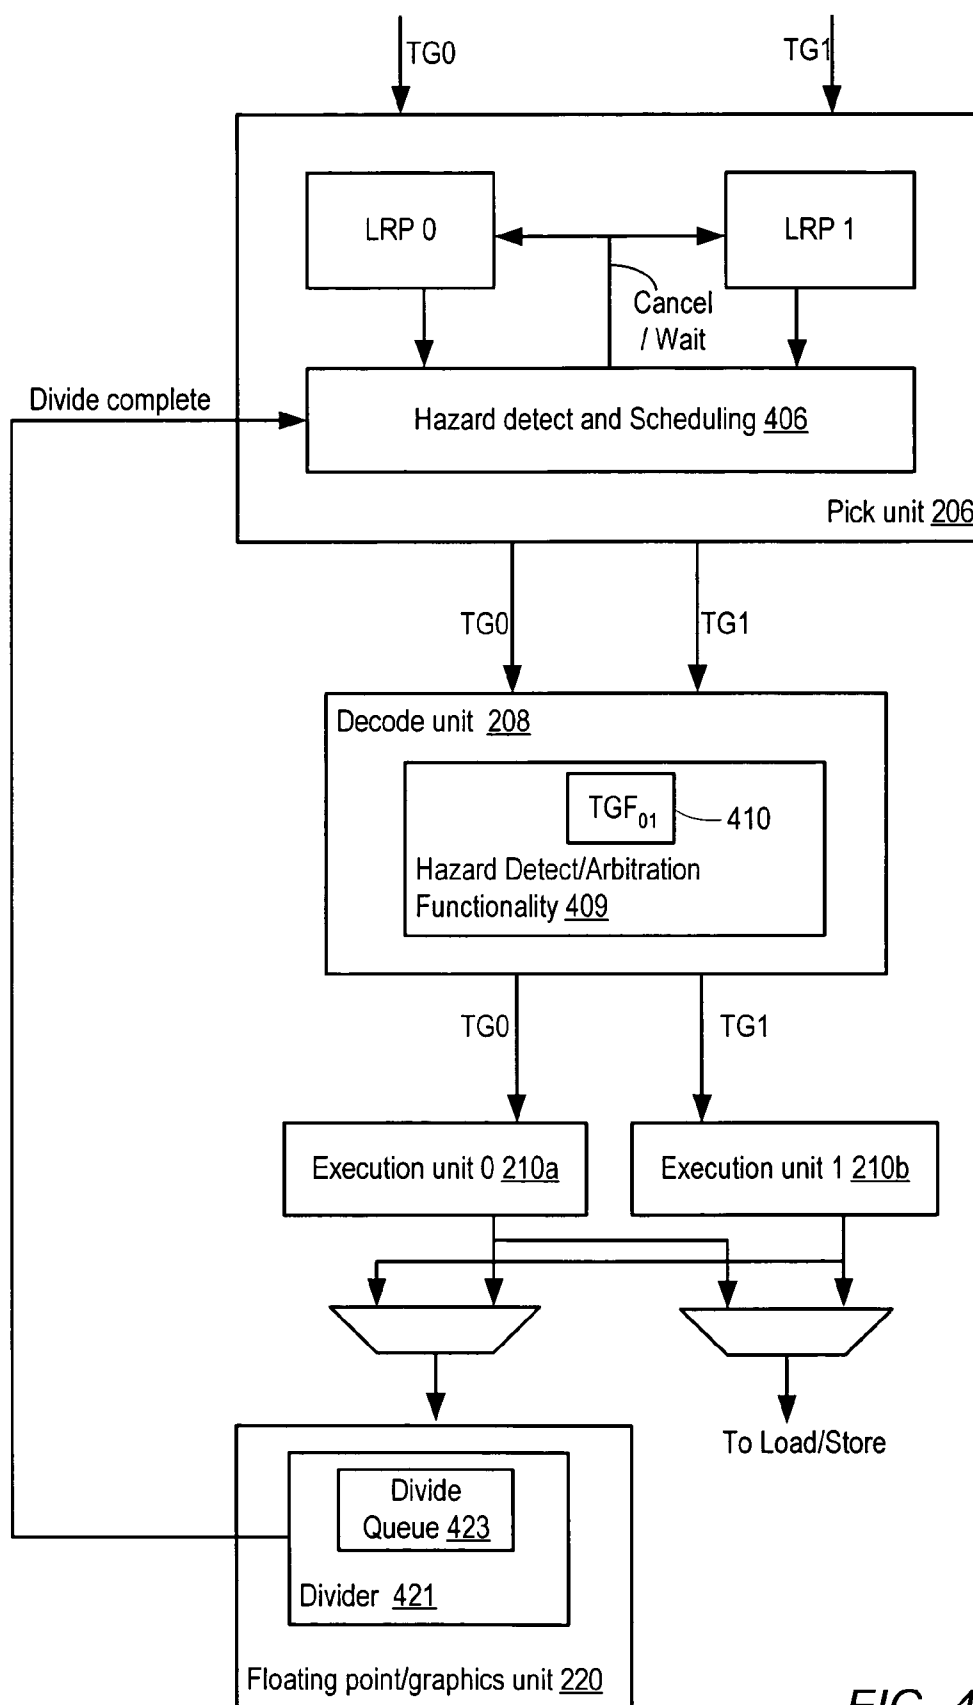 TG0
TG1
LRP 0
LRP 1
Cancel
/ Wait
Divide complete
Hazard detect and Scheduling 406
Pick unit 206
TG0
TG1
Decode unit 208
TGF01
410
Hazard Detect/Arbitration
Functionality 409
TG0
TG1
Execution unit 0 210a
Execution unit 1 210b
To Load/Store
Divide
Queue 423
Divider 421
Floating point/graphics unit 220
FIG. 4